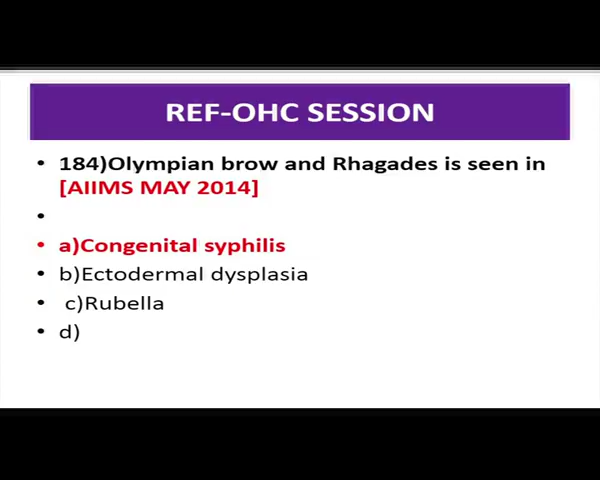 REF-OHC SESSION
• 184)Olympian brow and Rhagades is seen in
[AIIMS MAY 2014]
•
• a)Congenital syphilis
• b)Ectodermal dysplasia
• c)Rubella
• d)